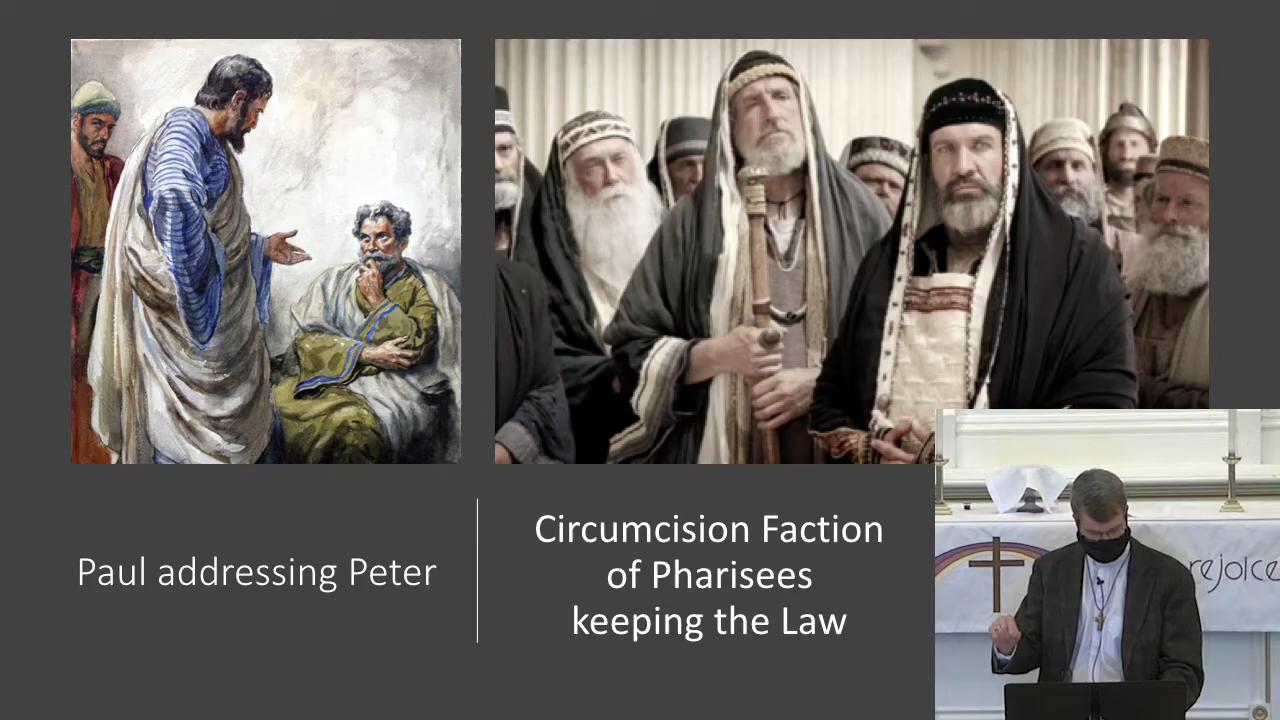 Paul addressing Peter
Circumcision Faction
of Pharisees
keeping the Law
rejoice